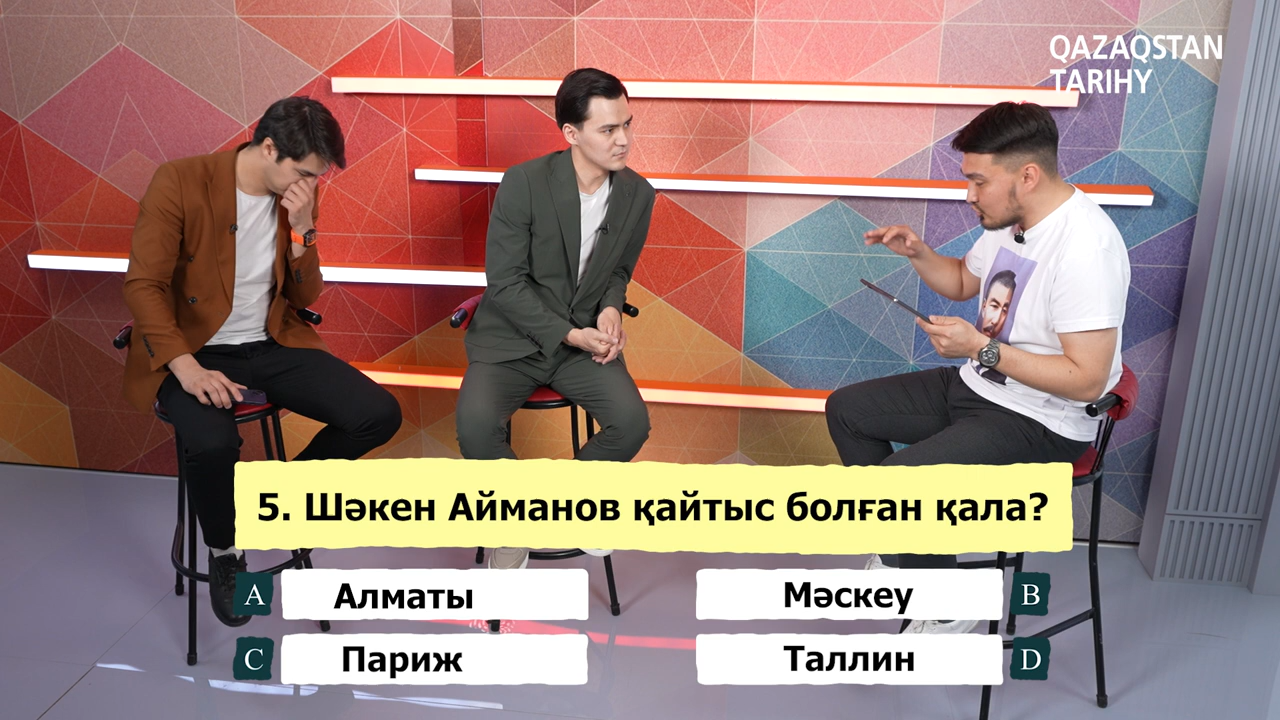 QAZAQSTAN
TARIHY
5. Шәкен Айманов қайтыс болған қала?
A Алматы
Мәскеу B
C Париж
Таллин D